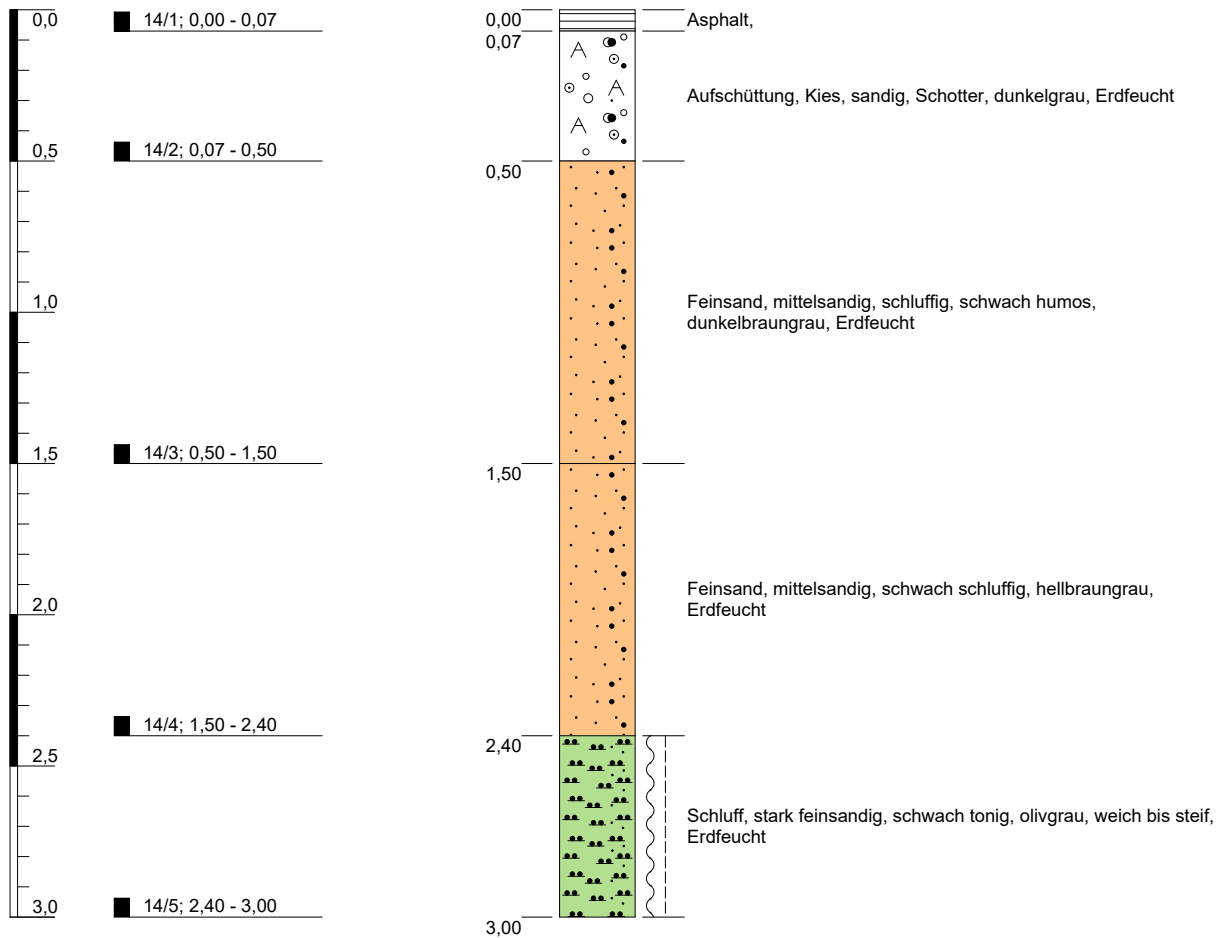 0,0
14/1; 0,00 - 0,07
0,00
Asphalt,
0,07
Aufschüttung, Kies, sandig, Schotter, dunkelgrau, Erdfeucht
0,5
14/2; 0,07 - 0,50
0,50
1,0
Feinsand, mittelsandig, schluffig, schwach humos,
dunkelbraungrau, Erdfeucht
1,5
14/3; 0,50 - 1,50
1,50
2,0
Feinsand, mittelsandig, schwach schluffig, hellbraungrau,
Erdfeucht
14/4; 1,50 - 2,40
2,40
2,5
Schluff, stark feinsandig, schwach tonig, olivgrau, weich bis steif,
Erdfeucht
3,0
14/5; 2,40 - 3,00
3,00